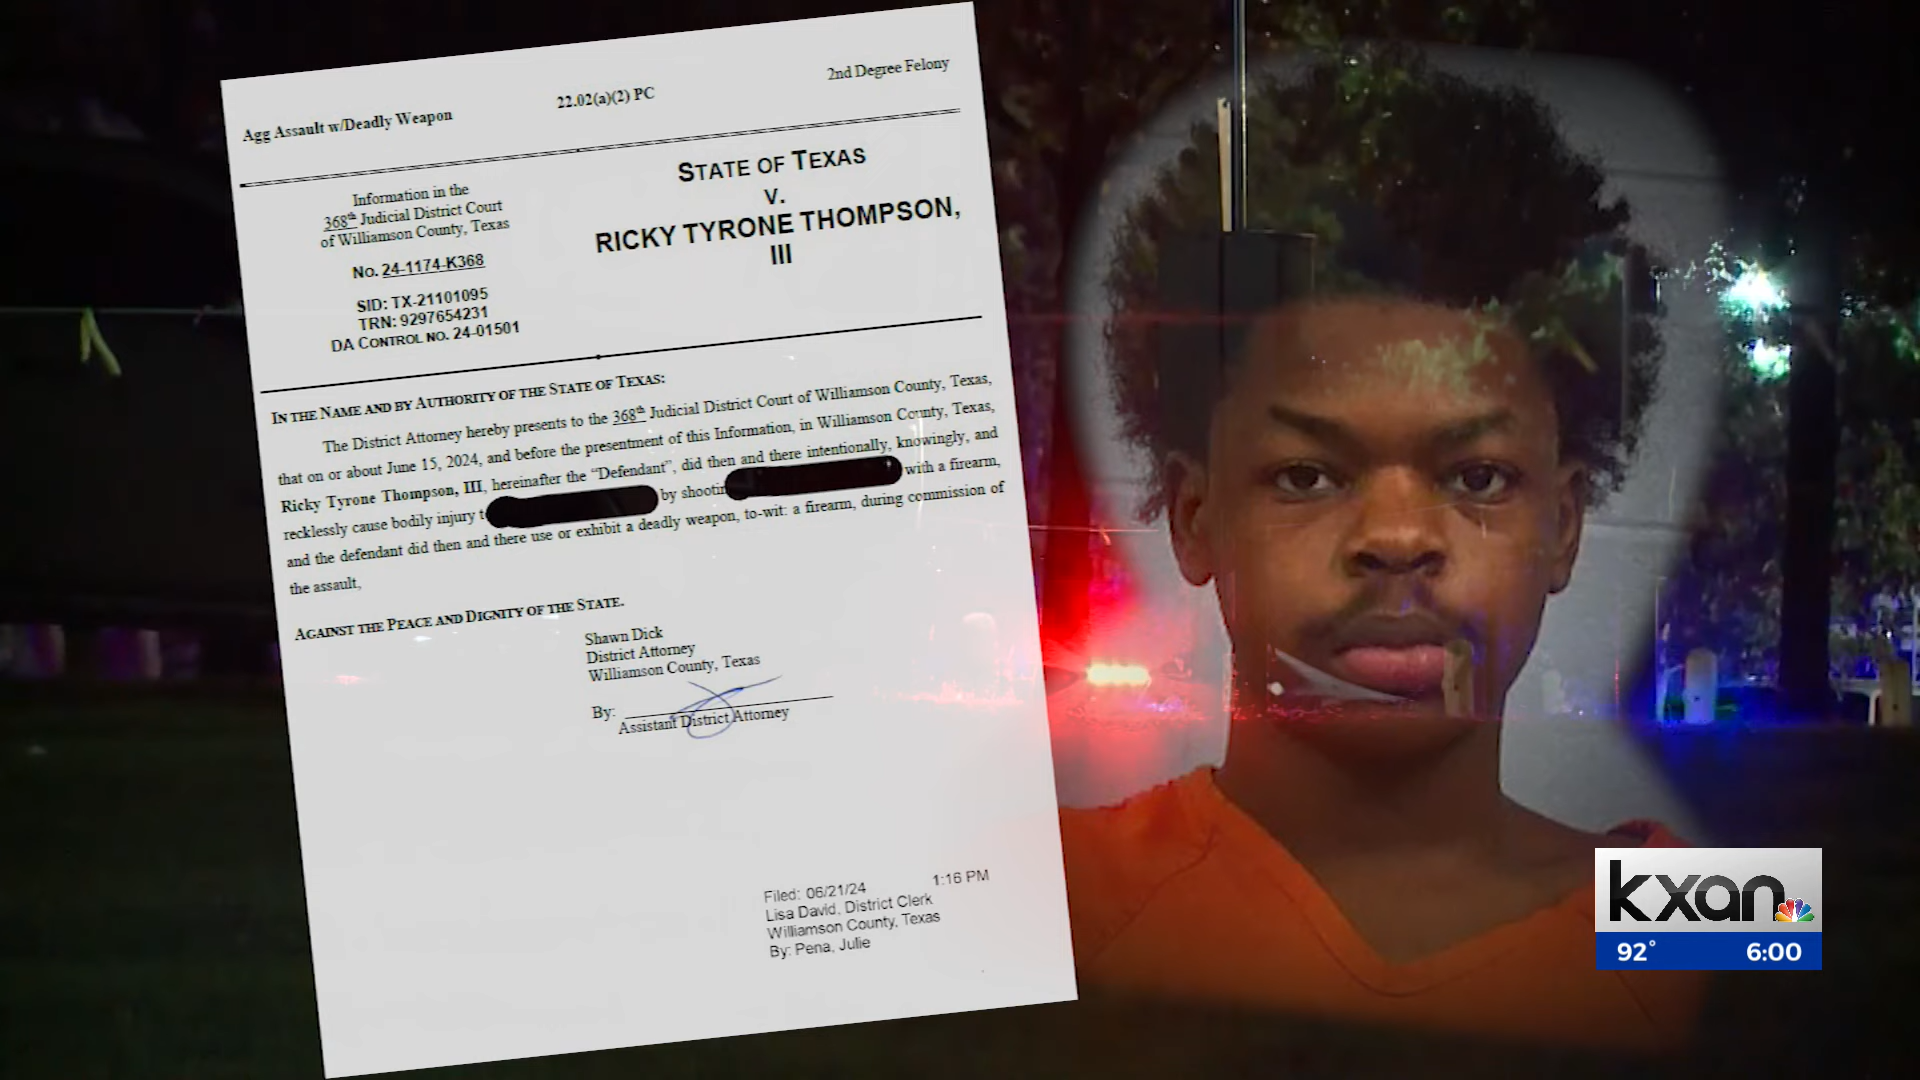 Agg Assault w/Deadly Weapon 22.02(a)(2) PC 2nd Degree Felony
Information in the
368th Judicial District Court
of Williamson County, Texas
No. 24-1174-K368
SID: TX-21101095
TRN: 9297654231
DA CONTROL NO. 24-01501
STATE OF TEXAS
V.
RICKY TYRONE THOMPSON,
III
IN THE NAME AND BY AUTHORITY OF THE STATE OF TEXAS:
The District Attorney hereby presents to the 368th Judicial District Court of Williamson County, Texas,
that on or about June 15, 2024, and before the presentment of this Information, in Williamson County, Texas,
Ricky Tyrone Thompson, III, hereinafter the “Defendant”, did then and there intentionally, knowingly, and
recklessly cause bodily injury t by shootin with a firearm,
and the defendant did then and there use or exhibit a deadly weapon, to-wit: a firearm, during commission of
the assault,
AGAINST THE PEACE AND DIGNITY OF THE STATE.
Shawn Dick
District Attorney
Williamson County, Texas
By:
Assistant District Attorney
Filed: 06/21/24 1:16 PM
Lisa David, District Clerk
Williamson County, Texas
By: Pena, Julie
kxan
92° 6:00